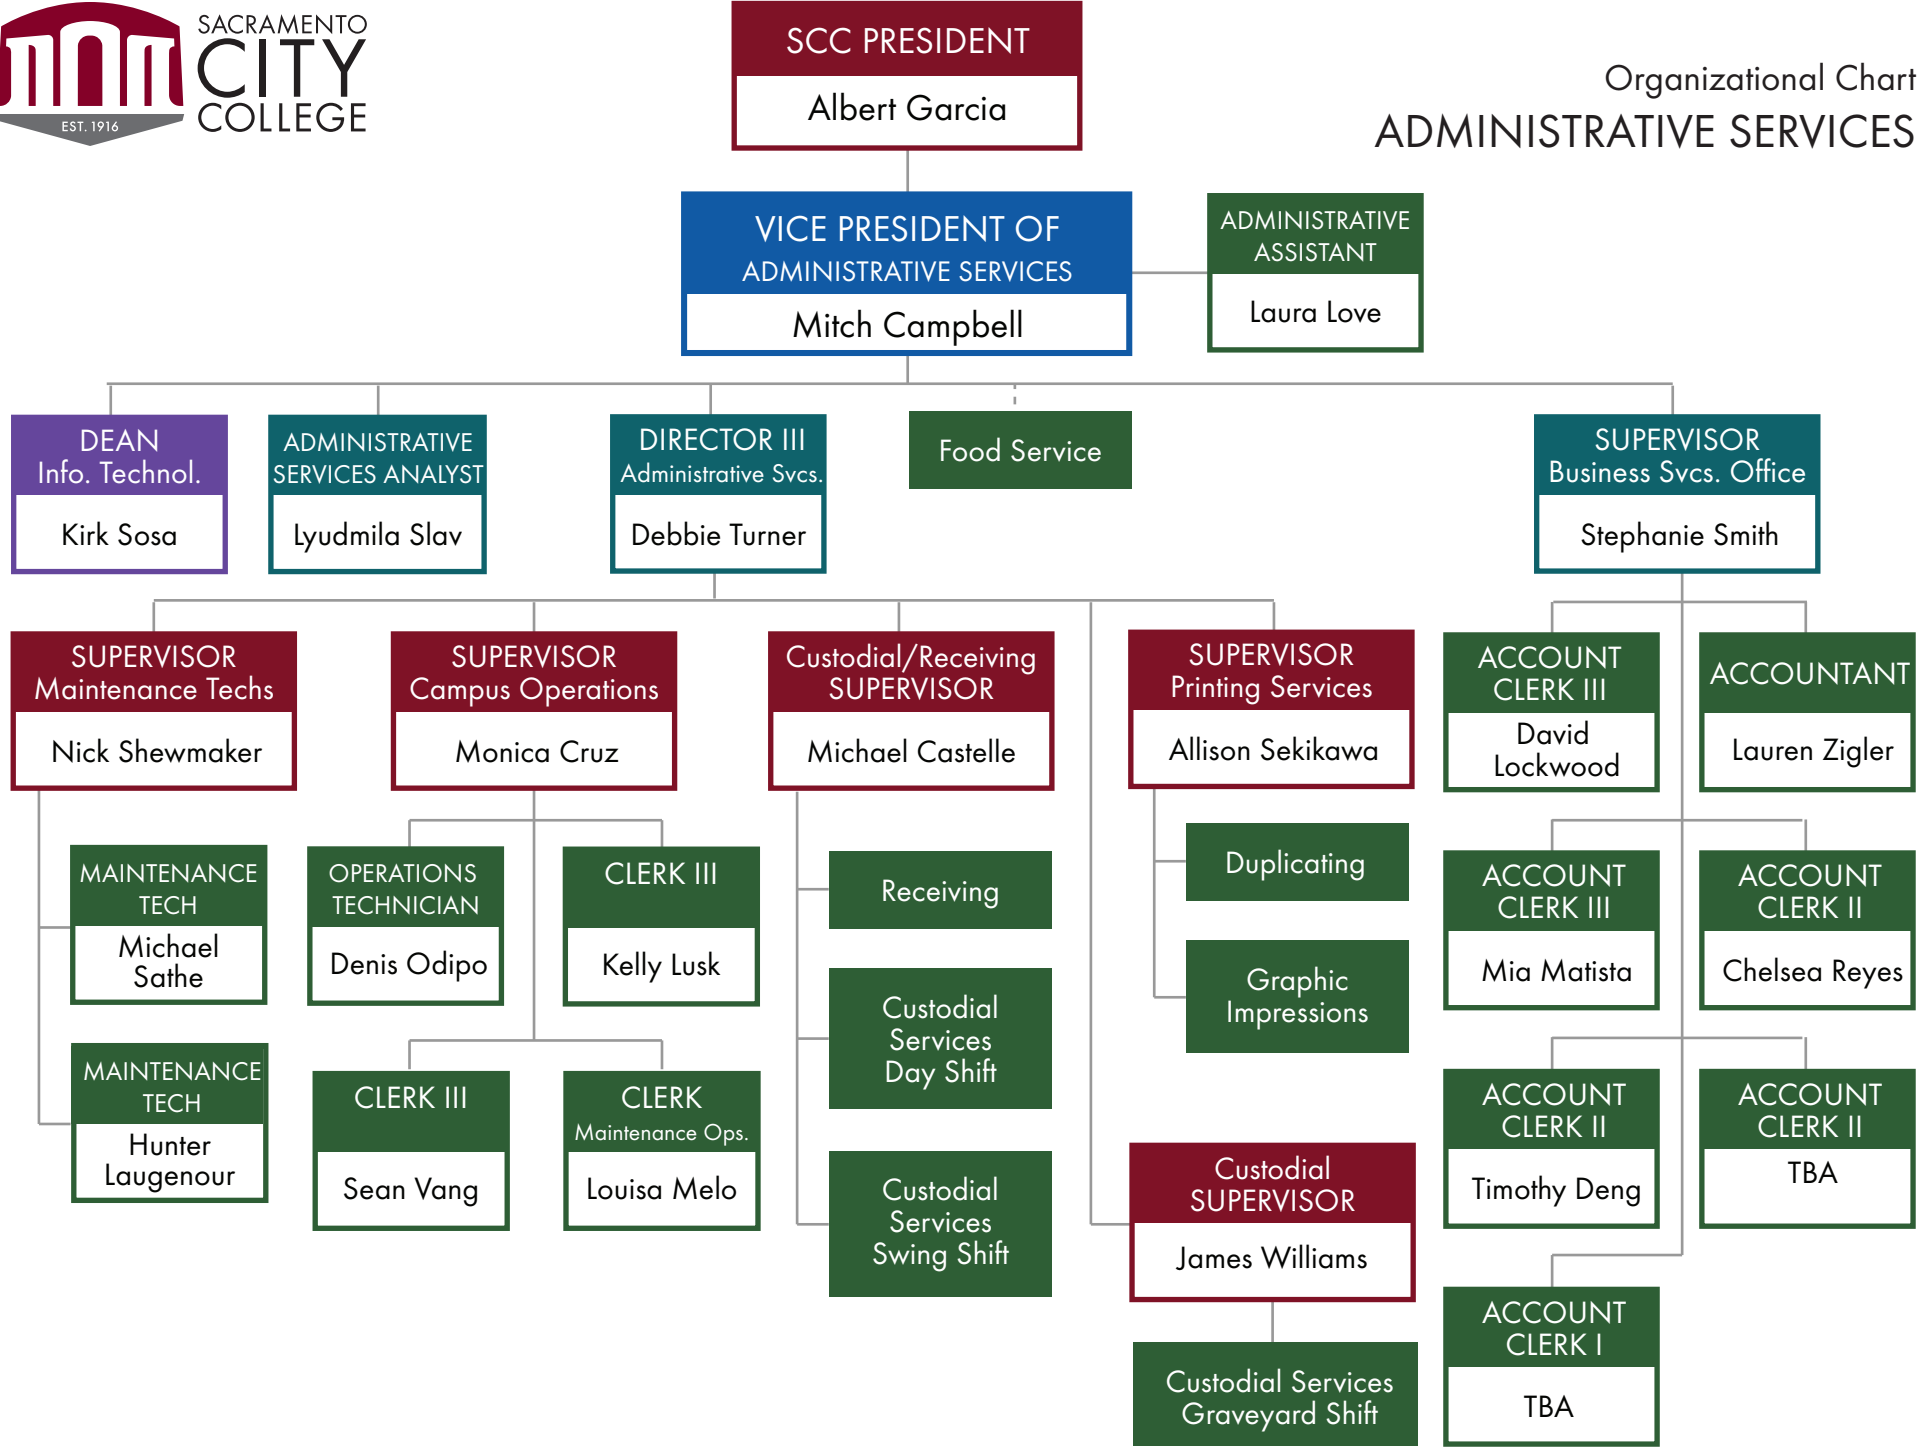 SACRAMENTO
CITY
COLLEGE
EST. 1916
SCC PRESIDENT
Albert Garcia
Organizational Chart
ADMINISTRATIVE SERVICES
VICE PRESIDENT OF
ADMINISTRATIVE SERVICES
Mitch Campbell
ADMINISTRATIVE
ASSISTANT
Laura Love
DEAN
Info. Technol.
Kirk Sosa
ADMINISTRATIVE
SERVICES ANALYST
Lyudmila Slav
DIRECTOR III
Administrative Svcs.
Debbie Turner
Food Service
SUPERVISOR
Business Svcs. Office
Stephanie Smith
SUPERVISOR
Maintenance Techs
Nick Shewmaker
SUPERVISOR
Campus Operations
Monica Cruz
Custodial/Receiving
SUPERVISOR
Michael Castelle
SUPERVISOR
Printing Services
Allison Sekikawa
ACCOUNT
CLERK III
David
Lockwood
ACCOUNTANT
Lauren Zigler
MAINTENANCE
TECH
Michael
Sathe
OPERATIONS
TECHNICIAN
Denis Odipo
CLERK III
Kelly Lusk
Receiving
Duplicating
ACCOUNT
CLERK III
Mia Matista
ACCOUNT
CLERK II
Chelsea Reyes
Custodial
Services
Day Shift
Graphic
Impressions
MAINTENANCE
TECH
Hunter
Laugenour
CLERK III
Sean Vang
CLERK
Maintenance Ops.
Louisa Melo
Custodial
Services
Swing Shift
Custodial
SUPERVISOR
James Williams
ACCOUNT
CLERK II
Timothy Deng
ACCOUNT
CLERK II
TBA
Custodial Services
Graveyard Shift
ACCOUNT
CLERK I
TBA